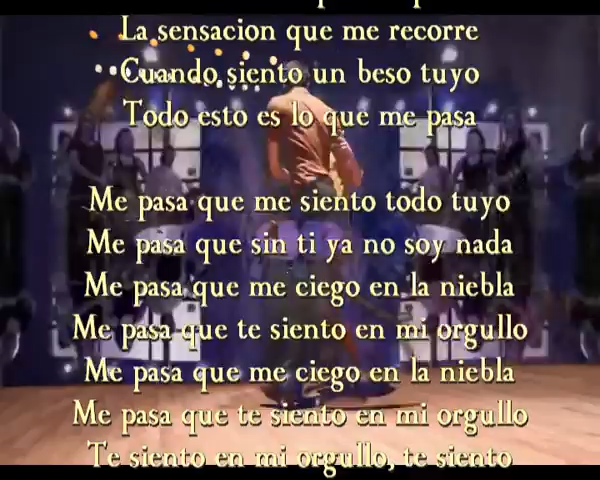 La sensacion que me recorre
Cuando siento un beso tuyo
Todo esto es lo que me pasa
Me pasa que me siento todo tuyo
Me pasa que sin ti ya no soy nada
Me pasa que me ciego en la niebla
Me pasa que te siento en mi orgullo
Me pasa que me ciego en la niebla
Me pasa que te siento en mi orgullo
Te siento en mi orgullo, te siento